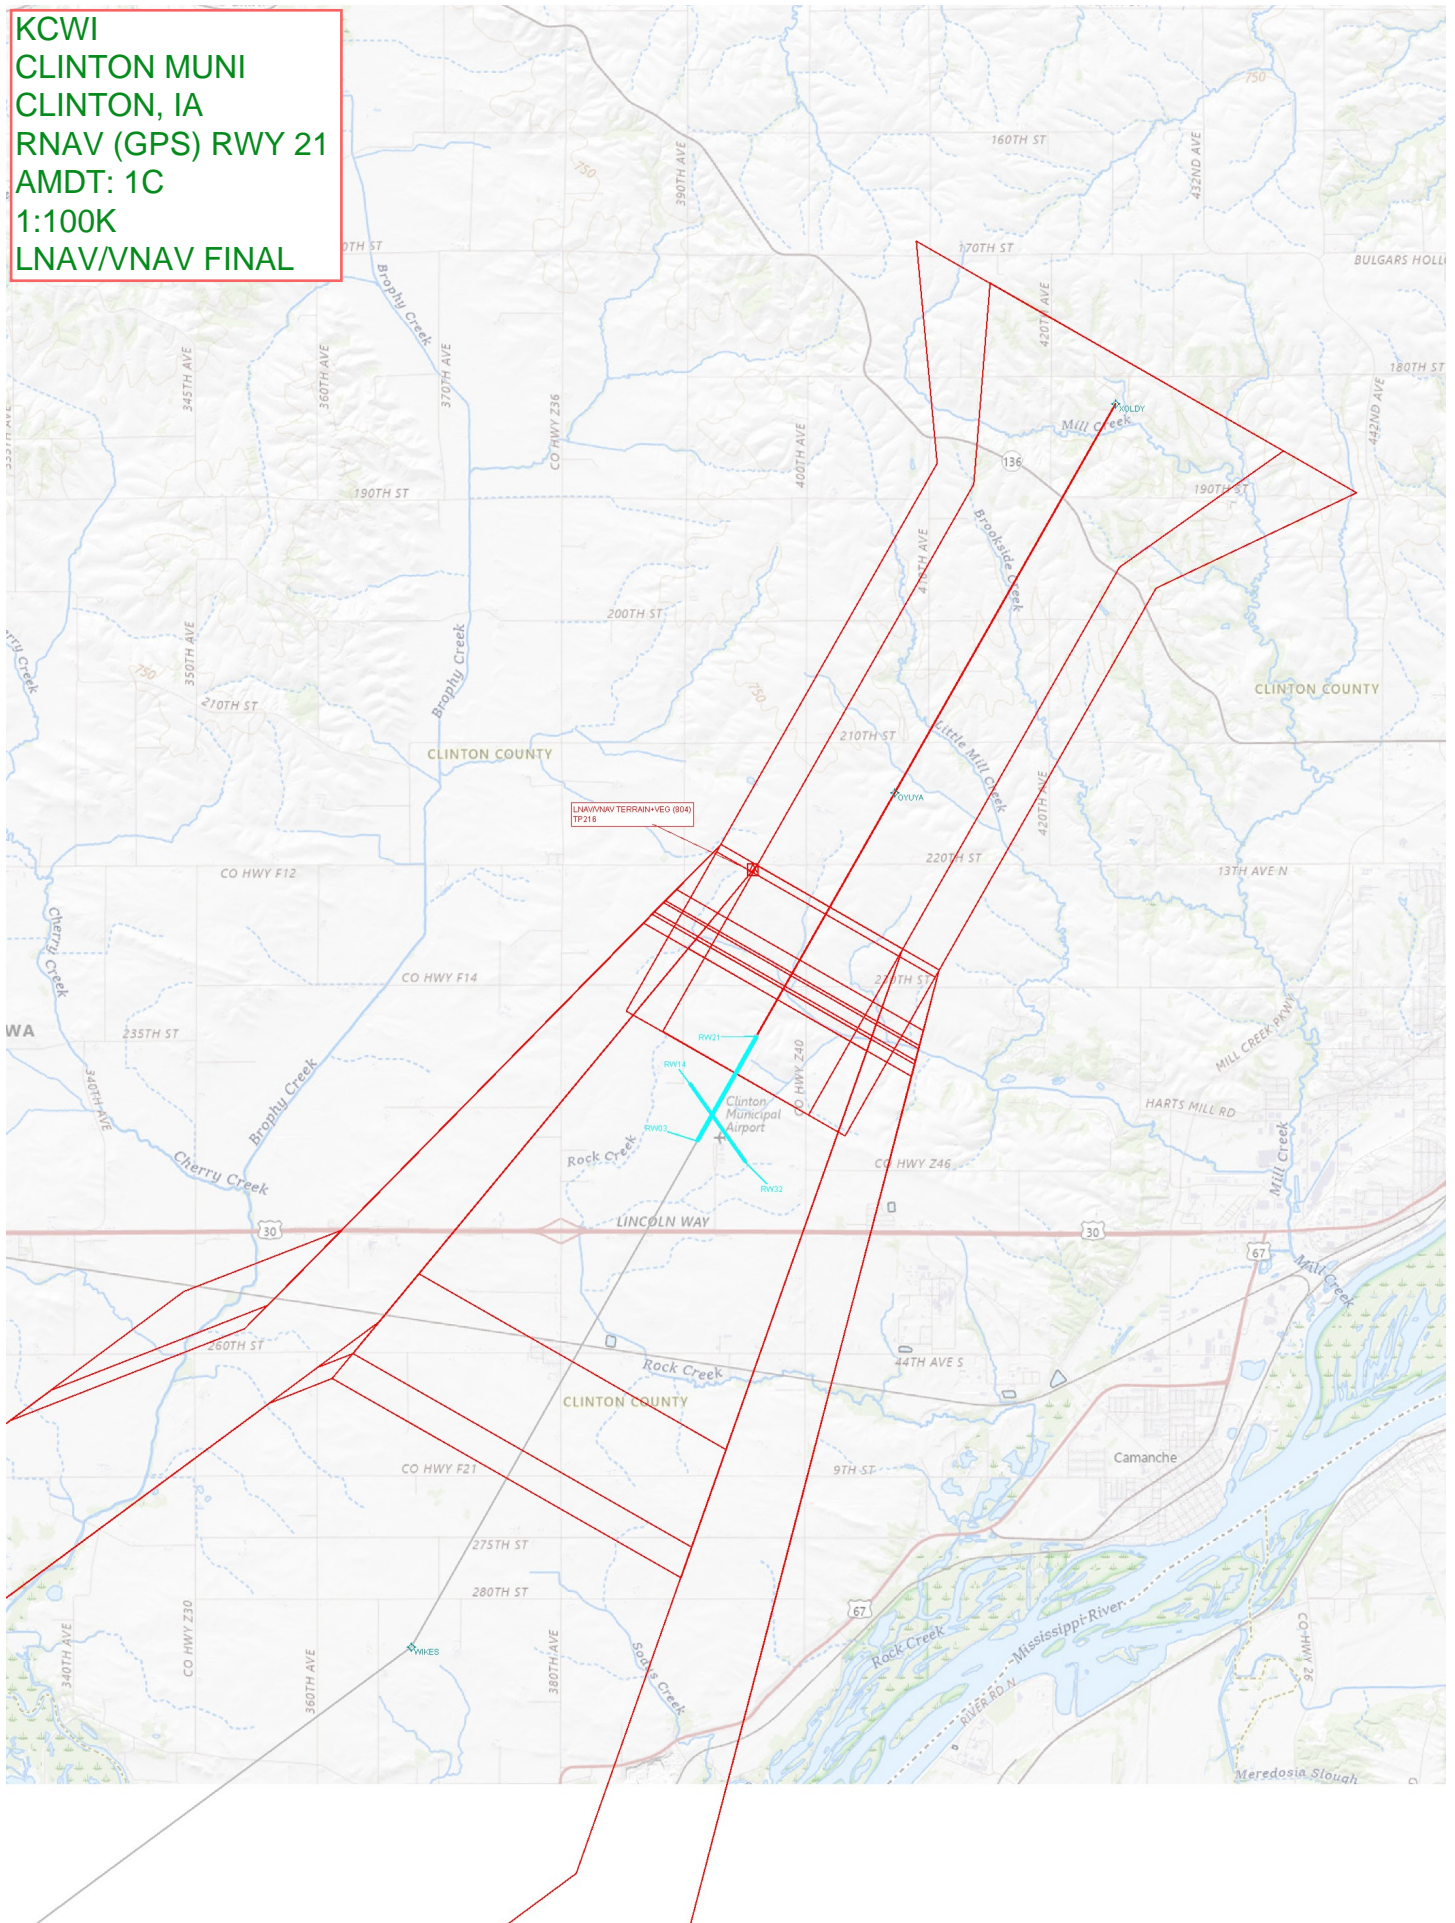 KCWI
CLINTON MUNI
CLINTON, IA
RNAV (GPS) RWY 21
AMDT: 1C
1:100K
LNAV/VNAV FINAL
750
160TH ST
432ND AVE
390TH AVE
750
170TH ST
BULGARS
Brophy Creek
420TH AVE
345TH AVE
360TH AVE
370TH AVE
180TH ST
442ND AVE
CO HWY Z36
XOLDY
Mill Creek
400TH AVE
136
190TH ST
190TH ST
Brookside Creek
410TH AVE
200TH ST
350TH AVE
Brophy Creek
750
750
210TH ST
CLINTON COUNTY
210TH ST
Little Mill Creek
CLINTON COUNTY
OYUYA
420TH AVE
LNAV/VNAV TERRAIN+VEG (804)
TP216
220TH ST
CO HWY F12
13TH AVE N
Cherry Creek
CO HWY F14
230TH ST
235TH ST
RW21
MILL CREEK PKWY
CO HWY Z40
RW14
340TH AVE
Brophy Creek
Clinton
Municipal
Airport
HARTS MILL RD
RW03
Rock Creek
Mill Creek
Cherry Creek
CO HWY Z46
RW32
30
LINCOLN WAY
30
67
Mill Creek
260TH ST
Rock Creek
44TH AVE S
CLINTON COUNTY
Camanche
CO HWY F21
9TH ST
275TH ST
280TH ST
67
CO HWY Z30
340TH AVE
360TH AVE
380TH AVE
WIKES
Rock Creek
Mississippi River
CO HWY 26
RIVER RD N
Meredosia Slough